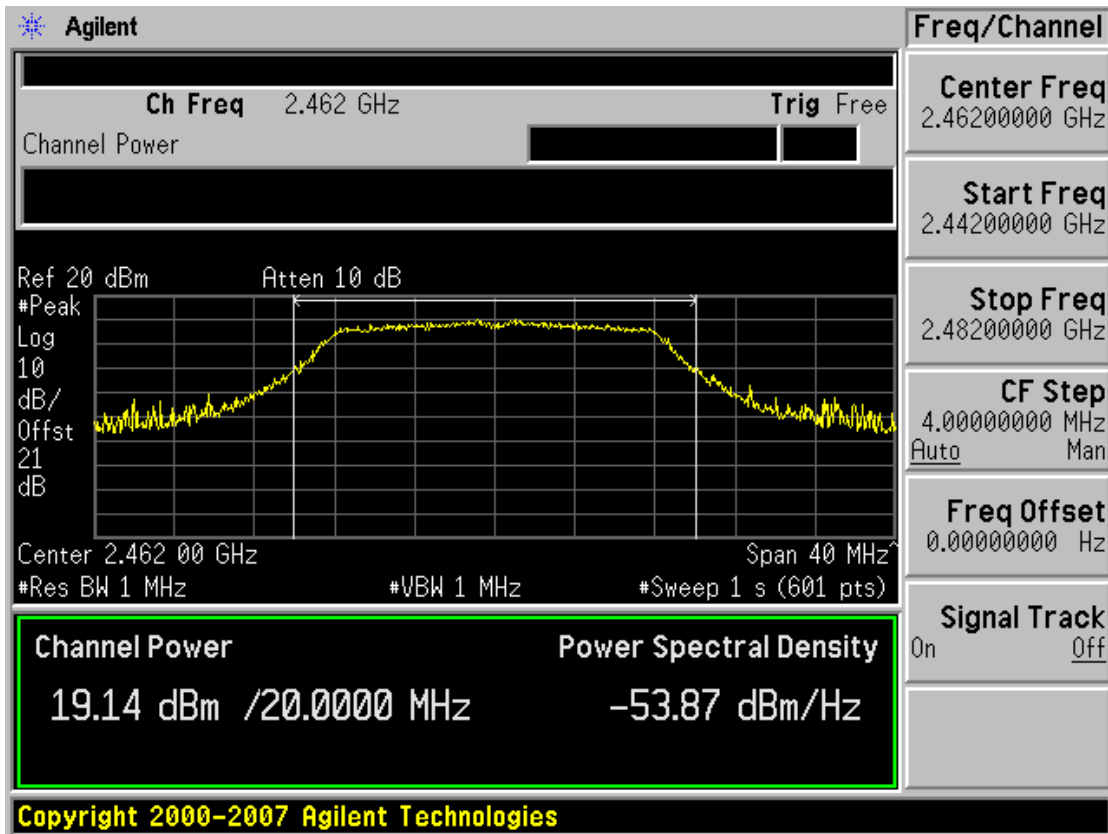 Agilent
Freq/Channel
Ch Freq 2.462 GHz Trig Free
Channel Power
Center Freq
2.46200000 GHz
Start Freq
2.44200000 GHz
Stop Freq
2.48200000 GHz
CF Step
4.00000000 MHz
Auto Man
Freq Offset
0.00000000 Hz
Signal Track
On Off
Ref 20 dBm Atten 10 dB
#Peak
Log
10
dB/
Offst
21
dB
Center 2.462 00 GHz Span 40 MHz^
#Res BW 1 MHz #VBW 1 MHz #Sweep 1 s (601 pts)
Channel Power Power Spectral Density
19.14 dBm /20.0000 MHz -53.87 dBm/Hz
Copyright 2000-2007 Agilent Technologies